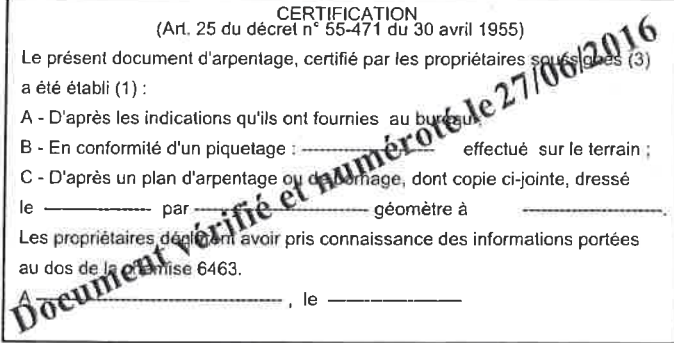 CERTIFICATION
(Art. 25 du décret n° 55-471 du 30 avril 1955)
Le présent document d'arpentage, certifié par les propriétaires soussignés (3)
a été établi (1) :
A - D'après les indications qu'ils ont fournies au bureau ;
B - En conformité d'un piquetage : ---------------------- effectué sur le terrain ;
C - D'après un plan d'arpentage ou de bornage, dont copie ci-jointe, dressé
le ----------------- par ---------------------------- géomètre à ----------------------.
Les propriétaires déclarent avoir pris connaissance des informations portées
au dos de la chemise 6463.
A --------------------------------------- , le ---------------------
Document vérifié et numéroté le 27/06/2016